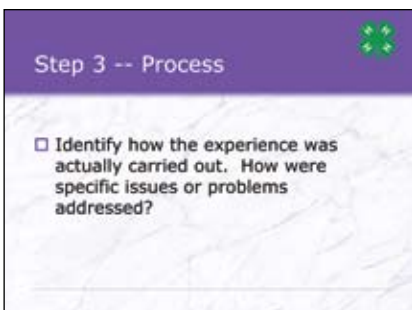 Step 3 -- Process
Identify how the experience was
actually carried out. How were
specific issues or problems
addressed?